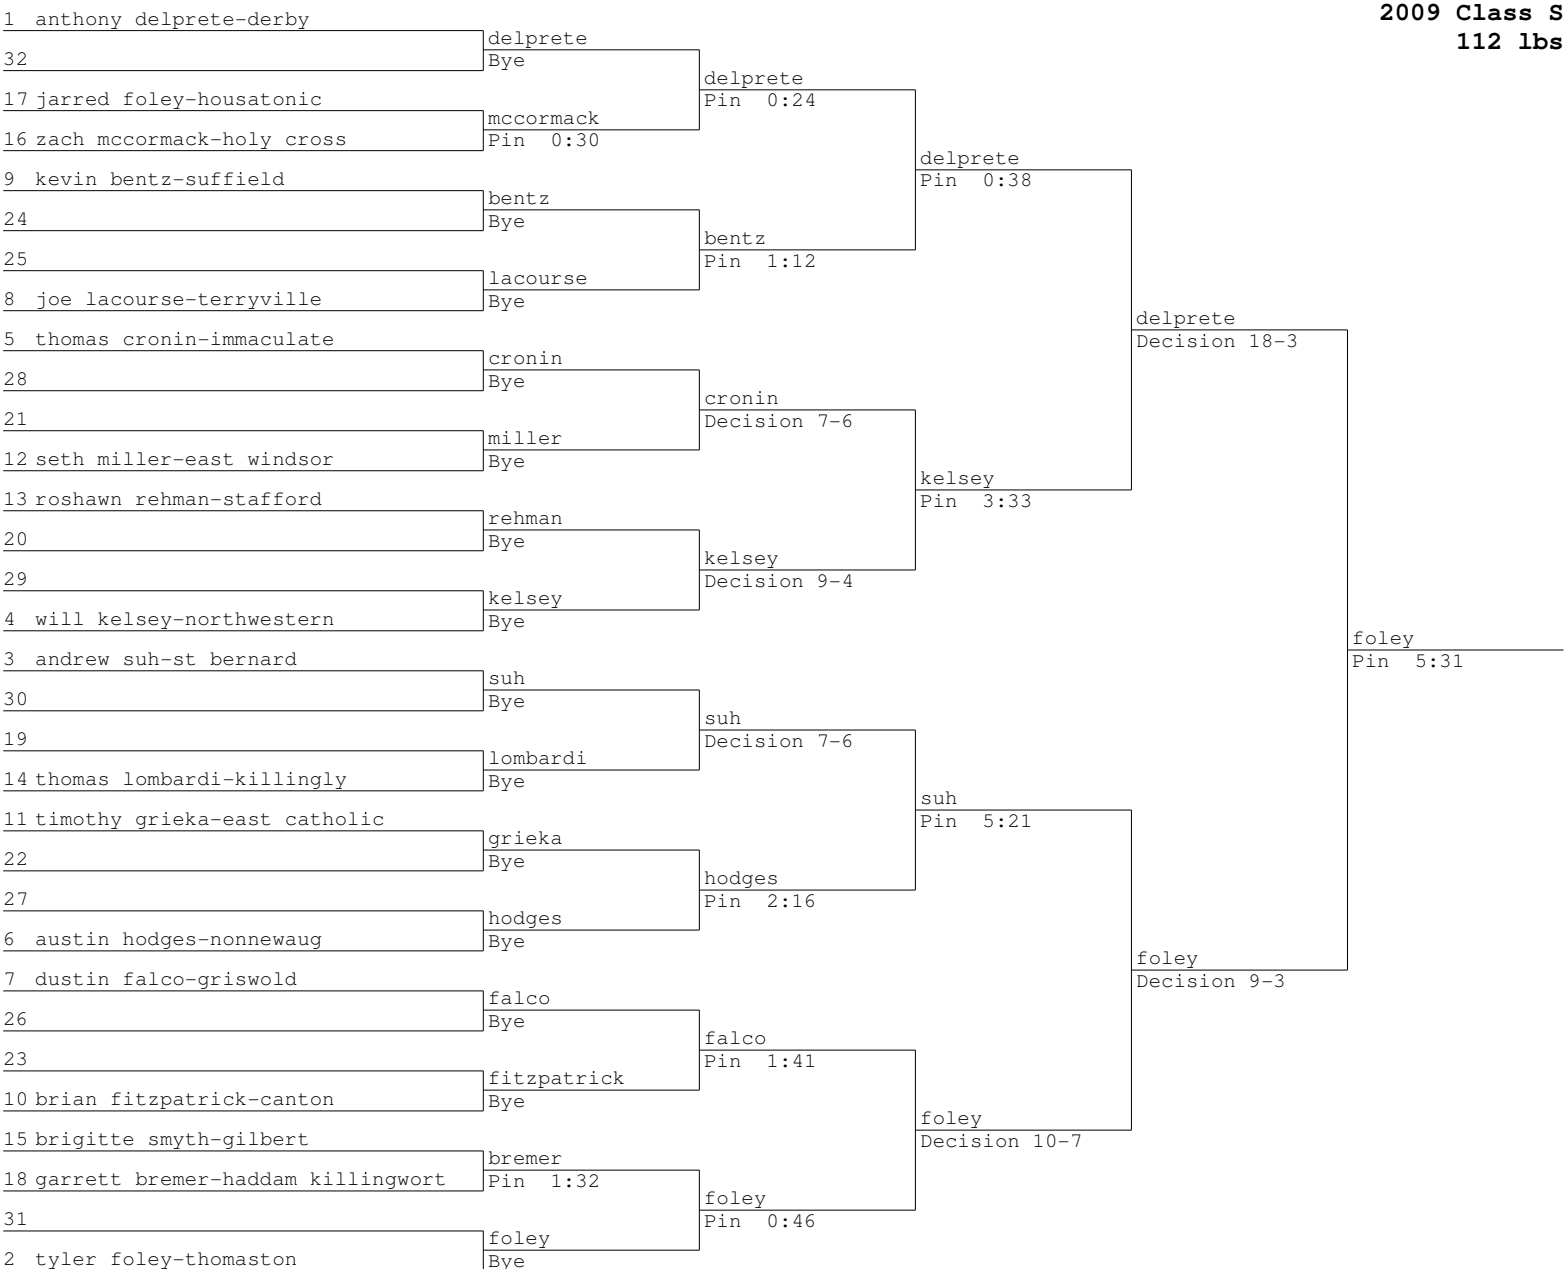 2009 Class S
112 lbs
1 anthony delprete-derby
32
17 jarred foley-housatonic
16 zach mccormack-holy cross
9 kevin bentz-suffield
24
25
8 joe lacourse-terryville
5 thomas cronin-immaculate
28
21
12 seth miller-east windsor
13 roshawn rehman-stafford
20
29
4 will kelsey-northwestern
3 andrew suh-st bernard
30
19
14 thomas lombardi-killingly
11 timothy grieka-east catholic
22
27
6 austin hodges-nonnewaug
7 dustin falco-griswold
26
23
10 brian fitzpatrick-canton
15 brigitte smyth-gilbert
18 garrett bremer-haddam killingwort
31
2 tyler foley-thomaston
delprete
Bye
mccormack
Pin 0:30
bentz
Bye
lacourse
Bye
cronin
Bye
miller
Bye
rehman
Bye
kelsey
Bye
suh
Bye
lombardi
Bye
grieka
Bye
hodges
Bye
falco
Bye
fitzpatrick
Bye
bremer
Pin 1:32
foley
Bye
delprete
Pin 0:24
bentz
Pin 1:12
cronin
Decision 7-6
kelsey
Decision 9-4
suh
Decision 7-6
hodges
Pin 2:16
falco
Pin 1:41
foley
Pin 0:46
delprete
Pin 0:38
kelsey
Pin 3:33
suh
Pin 5:21
foley
Decision 10-7
delprete
Decision 18-3
foley
Decision 9-3
foley
Pin 5:31